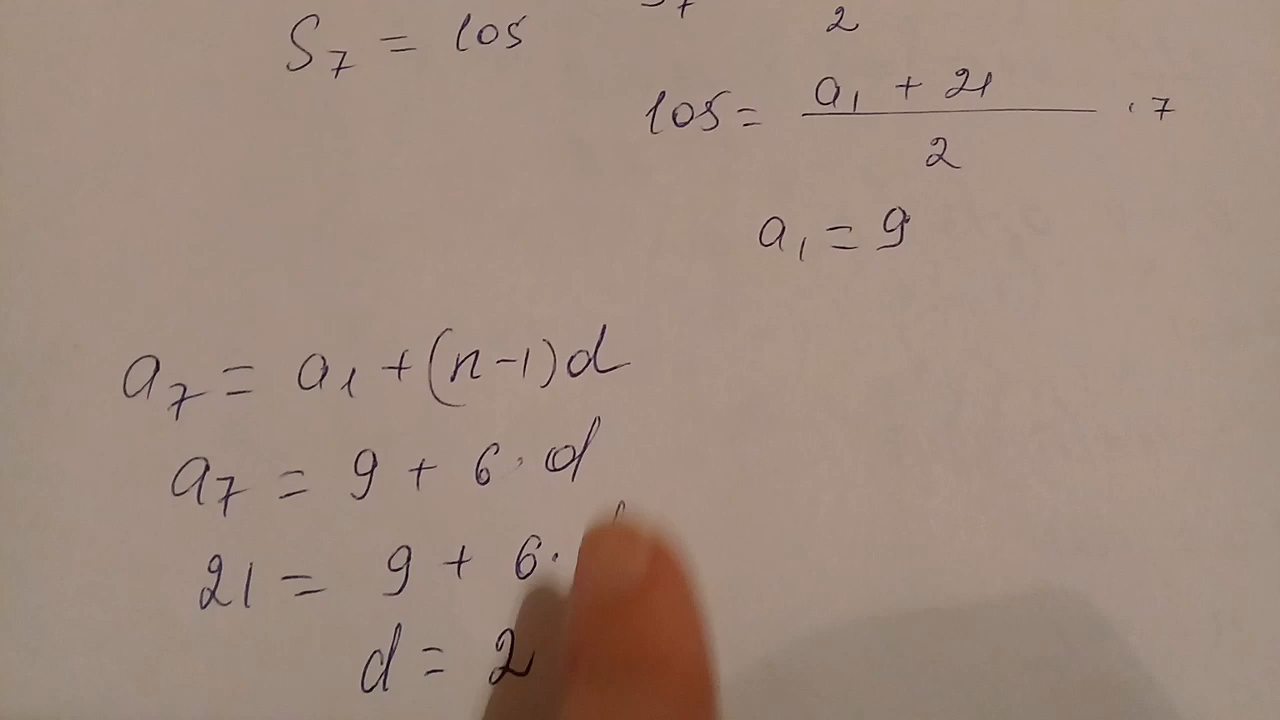 S₇ = 105
2
105 = (a₁ + 21)/2 · 7
a₁ = 9
a₇ = a₁ + (n-1)d
a₇ = 9 + 6 · d
21 = 9 + 6 ·
d = 2